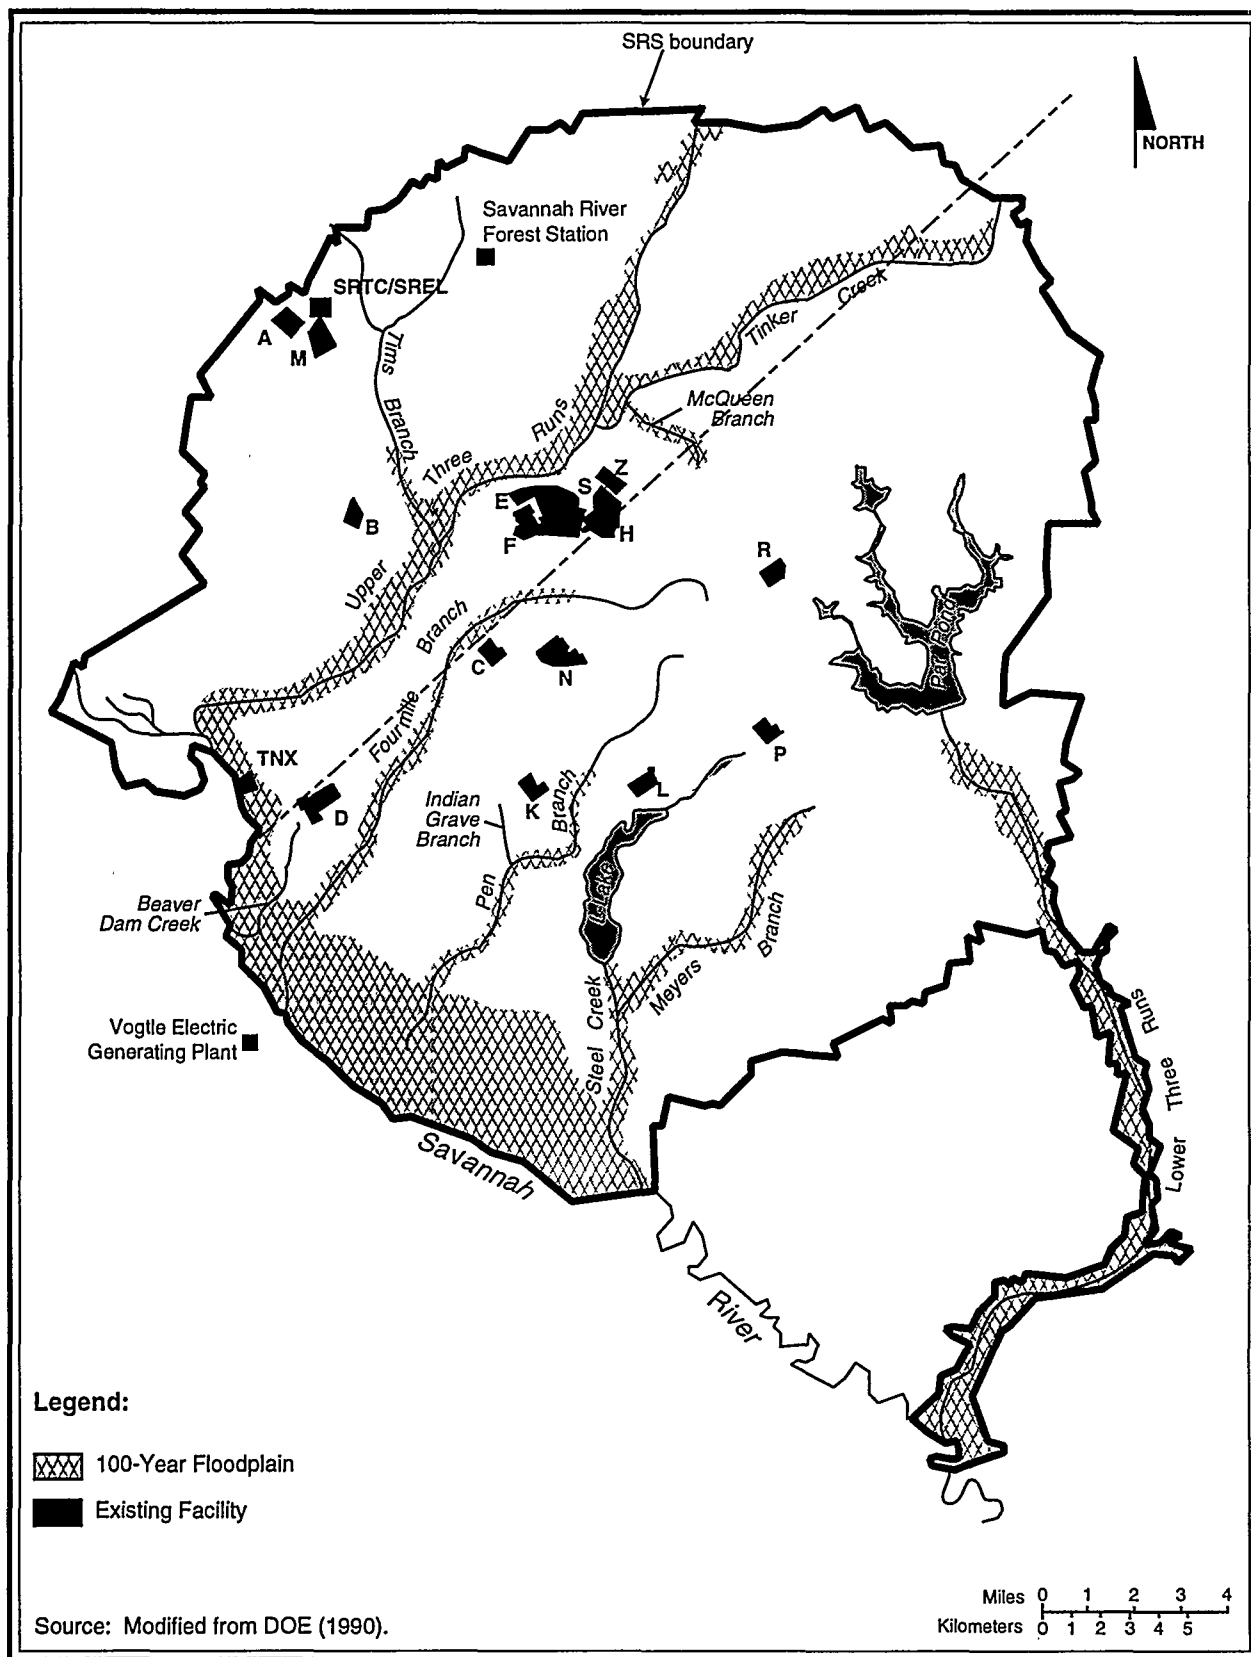 SRS boundary
NORTH
Savannah River
Forest Station
SRTC/SREL
A
M
Tims
Branch
Creek
Tinker
McQueen
Branch
Runs
Three
Upper
Z
S
E
F
H
B
R
Branch
C
N
Par Pond
Fourmile
TNX
D
P
L
K
Indian
Grave
Branch
Branch
Pen
L-Lake
Beaver
Dam Creek
Branch
Meyers
Steel Creek
Vogtle Electric
Generating Plant
Runs
Three
Lower
Savannah
River
Legend:
100-Year Floodplain
Existing Facility
Miles 0 1 2 3 4
Kilometers 0 1 2 3 4 5
Source: Modified from DOE (1990).